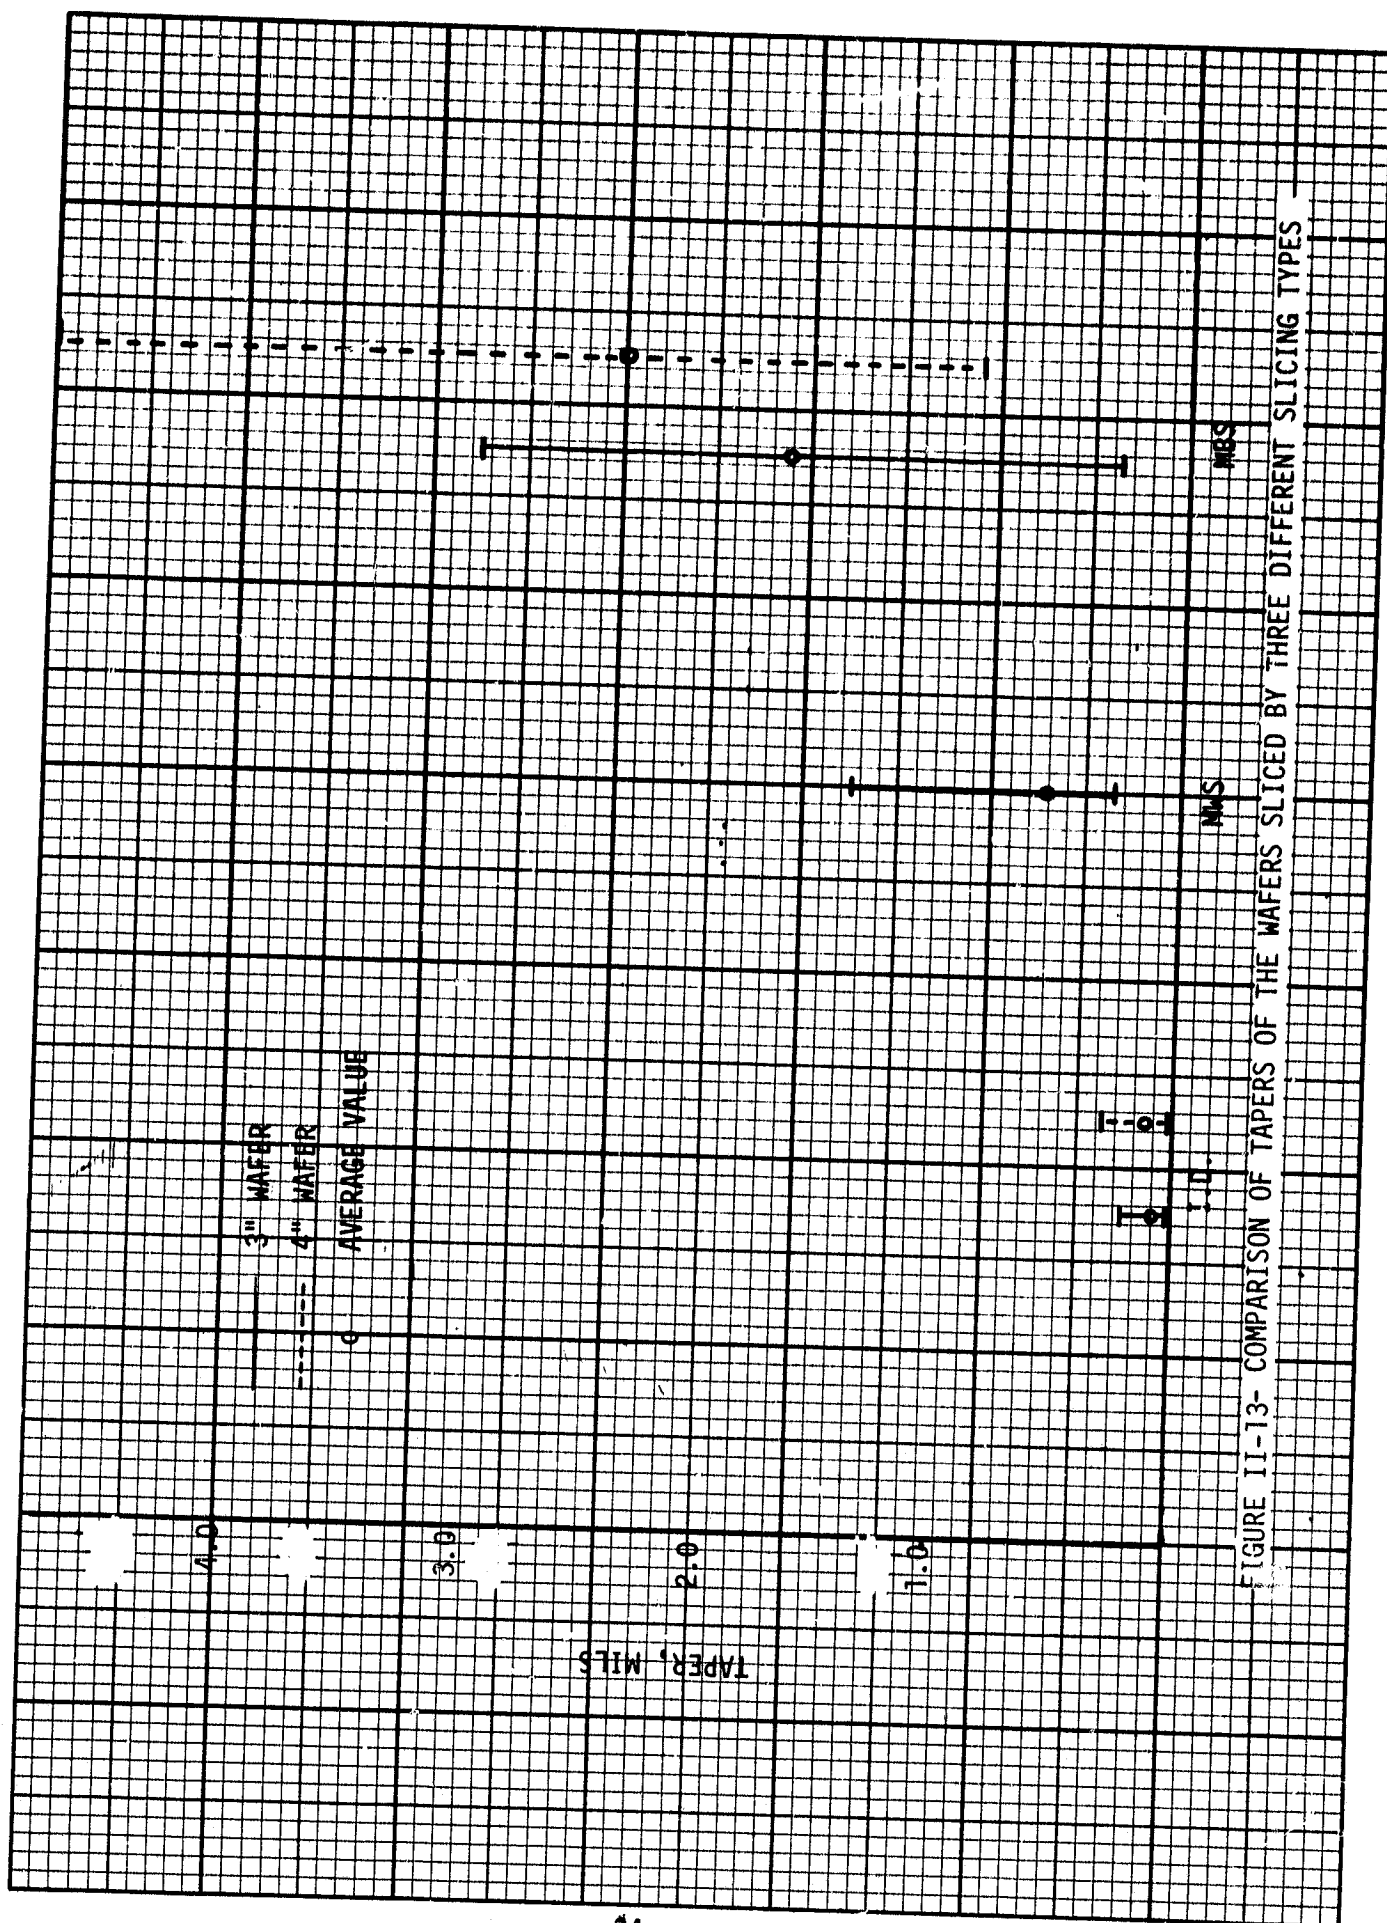 3" WAFER
4" WAFER
AVERAGE VALUE
4.0
3.0
2.0
1.0
TAPER, MILS
I.D.
MWS
MBS
FIGURE II-13- COMPARISON OF TAPERS OF THE WAFERS SLICED BY THREE DIFFERENT SLICING TYPES